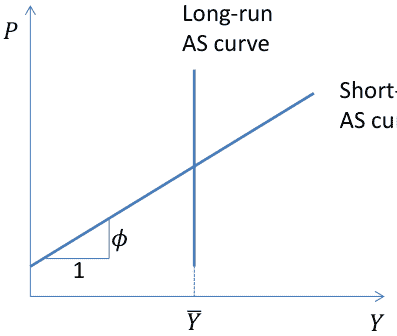 Long-run
AS curve
P
Short-
AS cu
ϕ
1
Y̅
Y